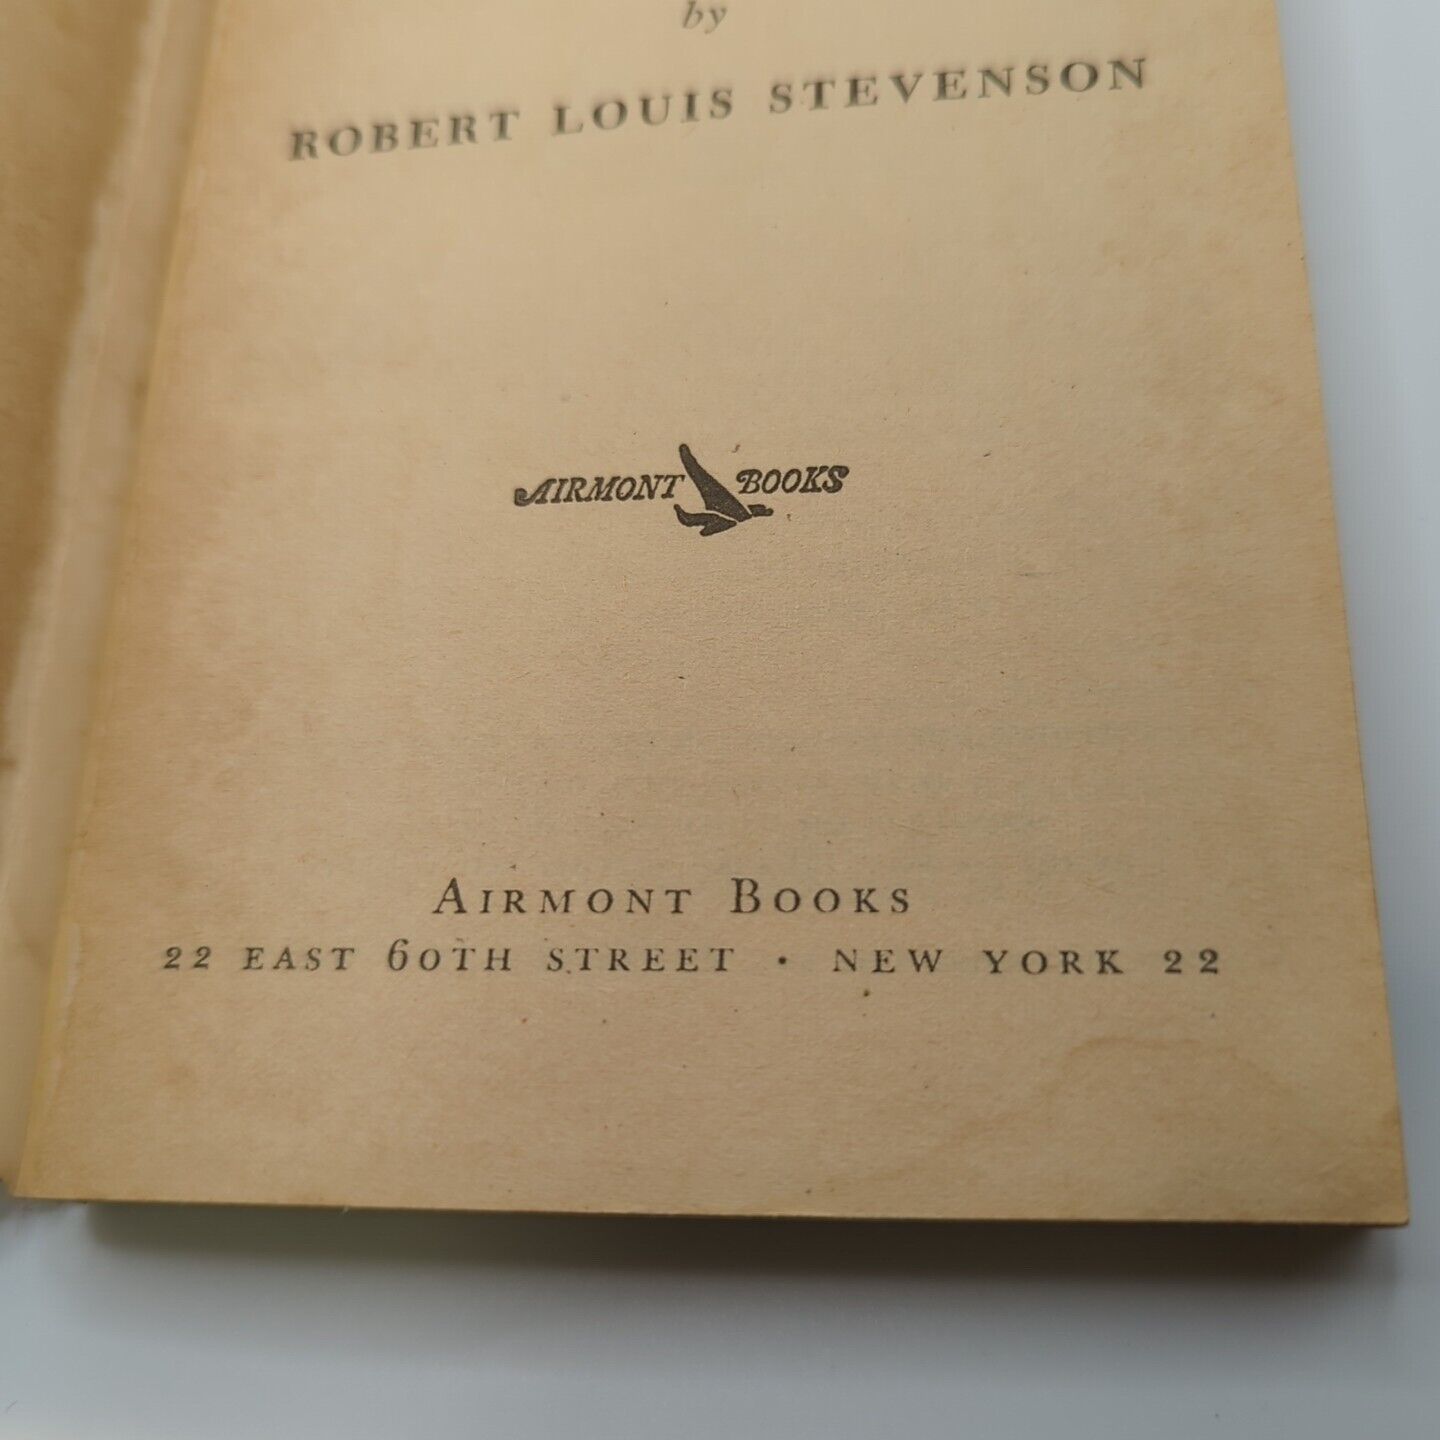 by
ROBERT LOUIS STEVENSON
AIRMONT BOOKS
AIRMONT BOOKS
22 EAST 60TH STREET · NEW YORK 22